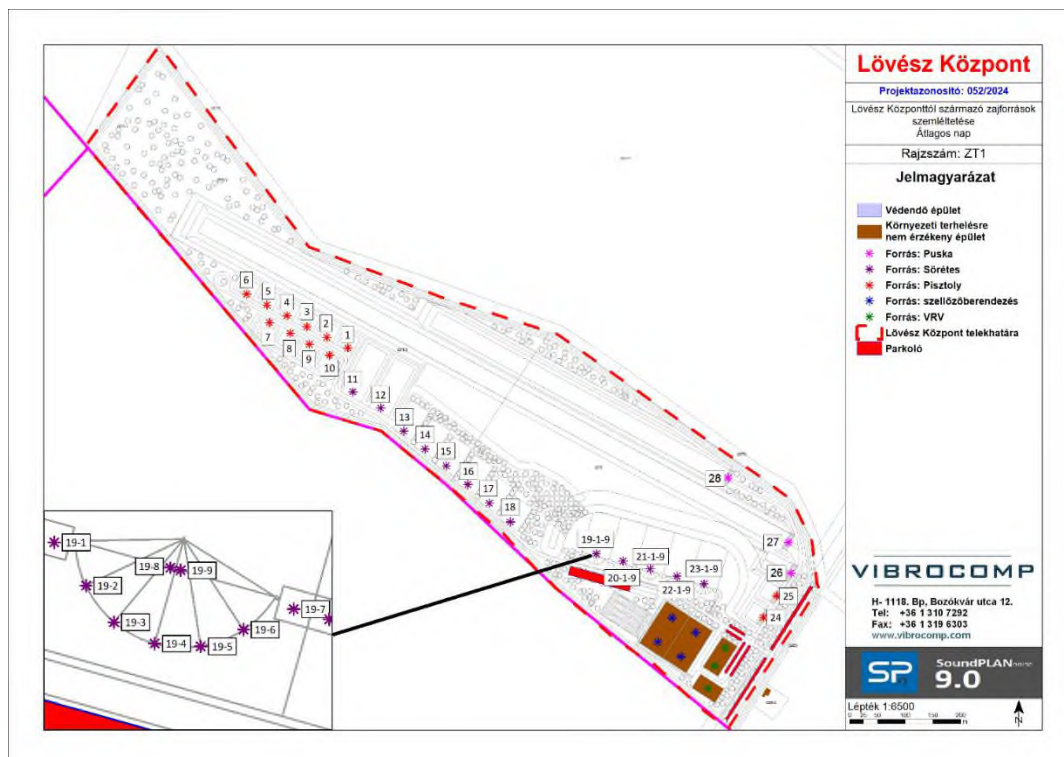 Lövész Központ
Projektazonosító: 052/2024
Lövész Központtól származó zajforrások
szemléltetése
Átlagos nap
Rajzszám: ZT1
Jelmagyarázat
Védendő épület
Környezeti terhelésre
nem érzékeny épület
Forrás: Puska
Forrás: Sörétes
Forrás: Pisztoly
Forrás: szellőzőberendezés
Forrás: VRV
Lövész Központ telekhatára
Parkoló
VIBROCOMP
H- 1118. Bp, Bozókvár utca 12.
Tel: +36 1 310 7292
Fax: +36 1 319 6303
www.vibrocomp.com
SP
SoundPLAN
9.0
Lépték 1:6500
0 25 50 100 150 200
m
N
6
5
4
3
2
1
7
8
9
10
11
12
13
14
15
16
17
18
28
27
26
25
24
19-1-9
21-1-9
23-1-9
20-1-9
22-1-9
19-1
19-8
19-9
19-2
19-7
19-3
19-6
19-4
19-5